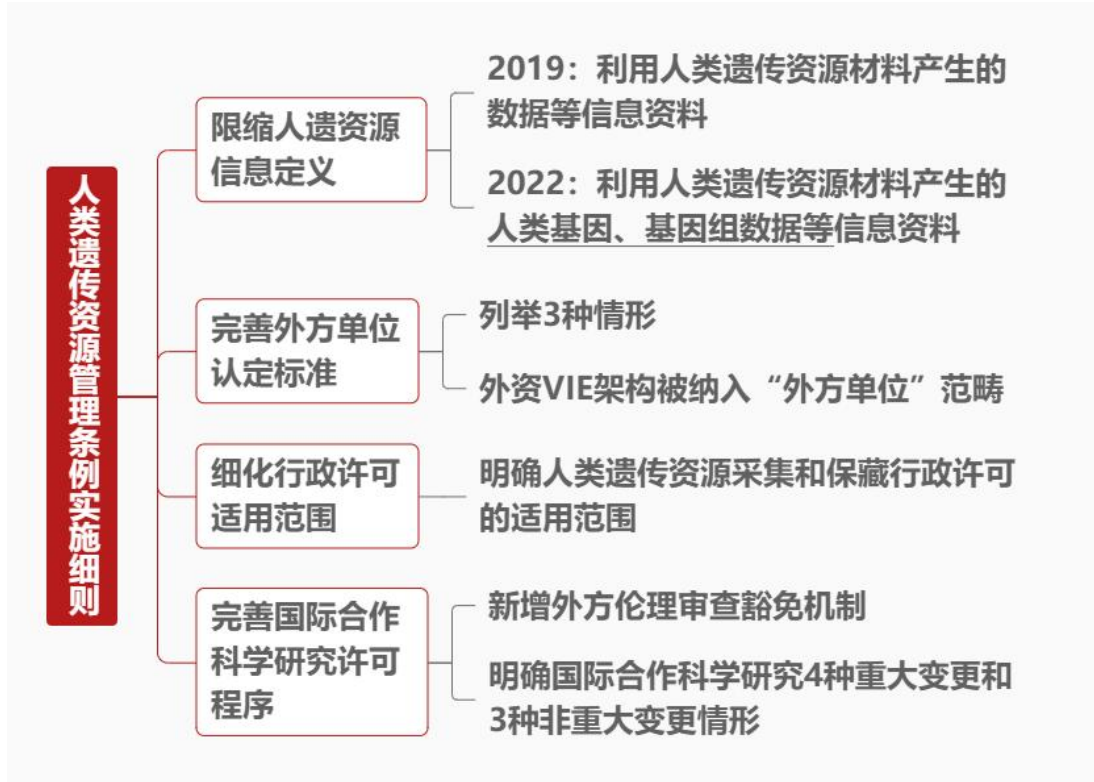 人类遗传资源管理条例实施细则
限缩人遗资源
信息定义
2019：利用人类遗传资源材料产生的
数据等信息资料
2022：利用人类遗传资源材料产生的
人类基因、基因组数据等信息资料
完善外方单位
认定标准
列举3种情形
外资VIE架构被纳入“外方单位”范畴
细化行政许可
适用范围
明确人类遗传资源采集和保藏行政许可
的适用范围
完善国际合作
科学研究许可
程序
新增外方伦理审查豁免机制
明确国际合作科学研究4种重大变更和
3种非重大变更情形